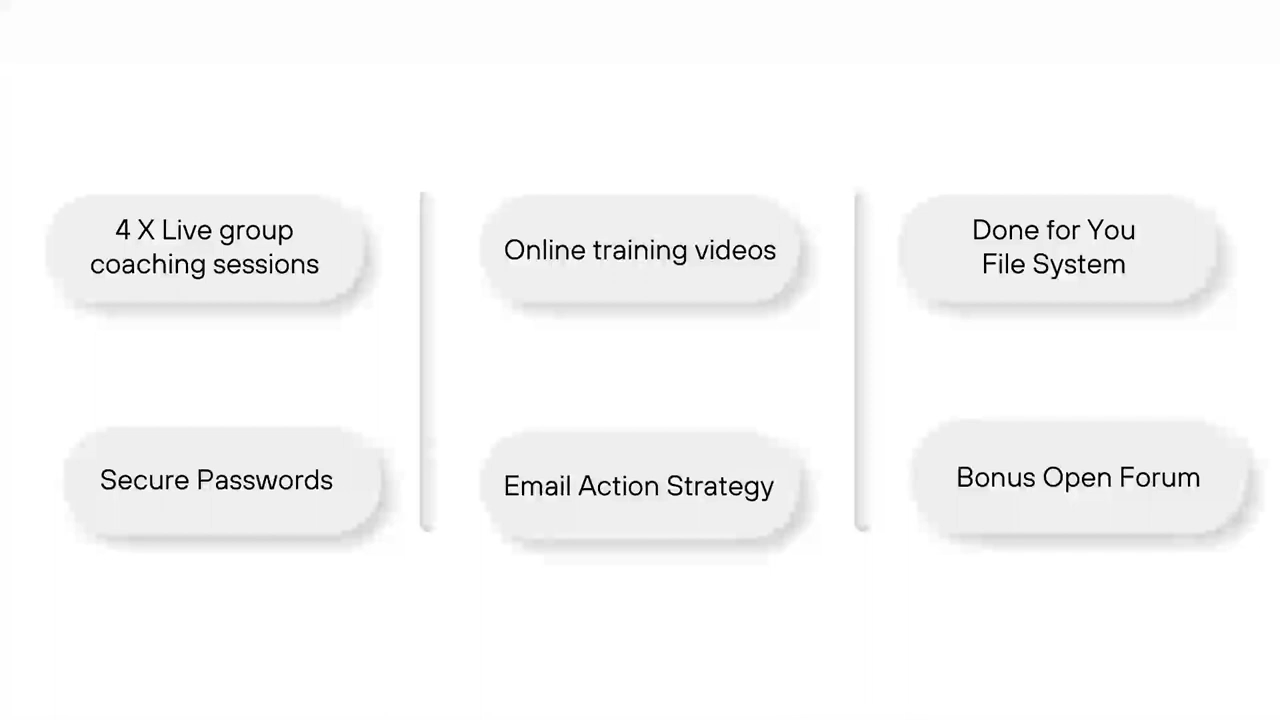 4 X Live group
coaching sessions
Online training videos
Done for You
File System
Secure Passwords
Email Action Strategy
Bonus Open Forum